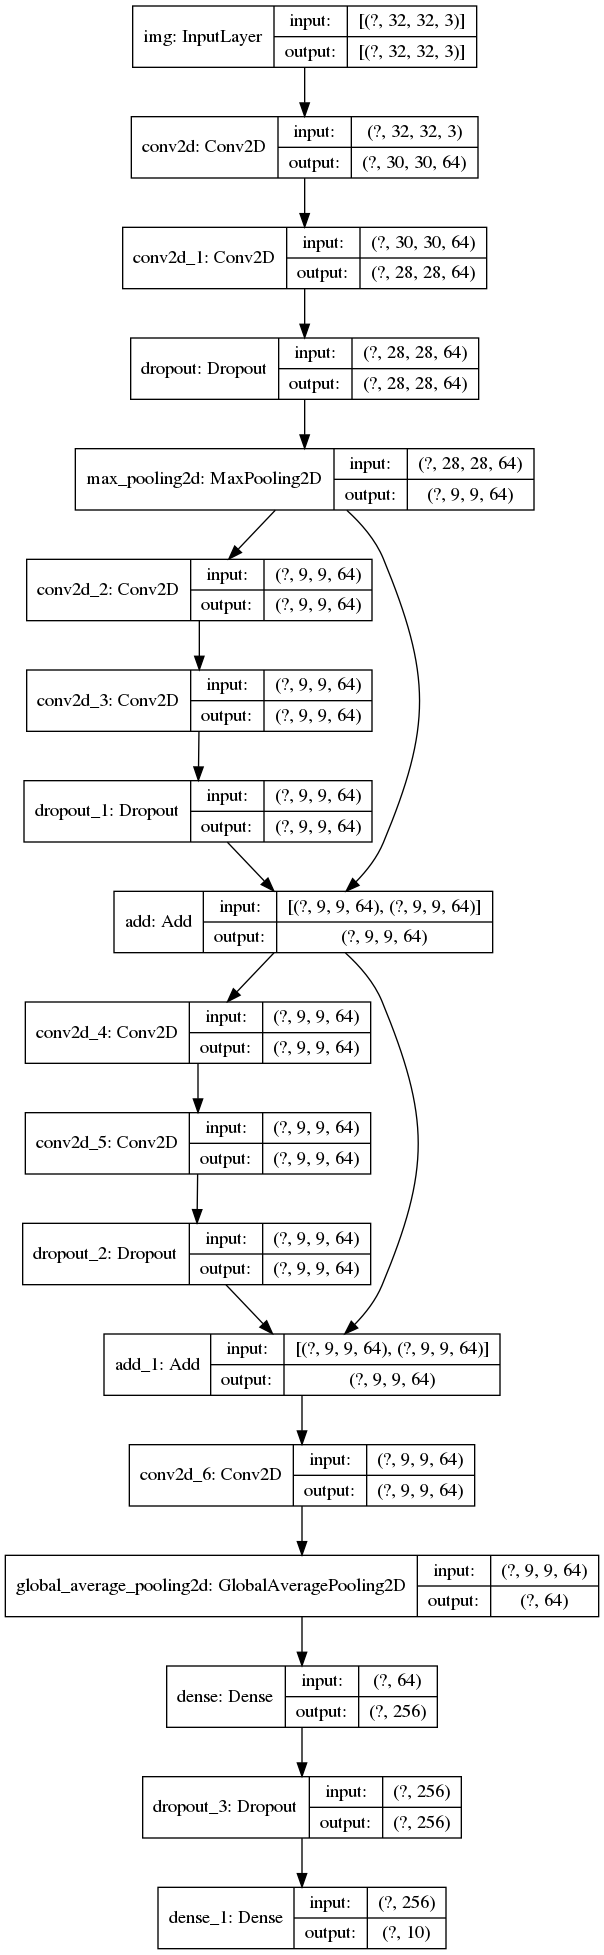 img: InputLayer
input:
[(?, 32, 32, 3)]
output:
[(?, 32, 32, 3)]
conv2d: Conv2D
input:
(?, 32, 32, 3)
output:
(?, 30, 30, 64)
conv2d_1: Conv2D
input:
(?, 30, 30, 64)
output:
(?, 28, 28, 64)
dropout: Dropout
input:
(?, 28, 28, 64)
output:
(?, 28, 28, 64)
max_pooling2d: MaxPooling2D
input:
(?, 28, 28, 64)
output:
(?, 9, 9, 64)
conv2d_2: Conv2D
input:
(?, 9, 9, 64)
output:
(?, 9, 9, 64)
conv2d_3: Conv2D
input:
(?, 9, 9, 64)
output:
(?, 9, 9, 64)
dropout_1: Dropout
input:
(?, 9, 9, 64)
output:
(?, 9, 9, 64)
add: Add
input:
[(?, 9, 9, 64), (?, 9, 9, 64)]
output:
(?, 9, 9, 64)
conv2d_4: Conv2D
input:
(?, 9, 9, 64)
output:
(?, 9, 9, 64)
conv2d_5: Conv2D
input:
(?, 9, 9, 64)
output:
(?, 9, 9, 64)
dropout_2: Dropout
input:
(?, 9, 9, 64)
output:
(?, 9, 9, 64)
add_1: Add
input:
[(?, 9, 9, 64), (?, 9, 9, 64)]
output:
(?, 9, 9, 64)
conv2d_6: Conv2D
input:
(?, 9, 9, 64)
output:
(?, 9, 9, 64)
global_average_pooling2d: GlobalAveragePooling2D
input:
(?, 9, 9, 64)
output:
(?, 64)
dense: Dense
input:
(?, 64)
output:
(?, 256)
dropout_3: Dropout
input:
(?, 256)
output:
(?, 256)
dense_1: Dense
input:
(?, 256)
output:
(?, 10)